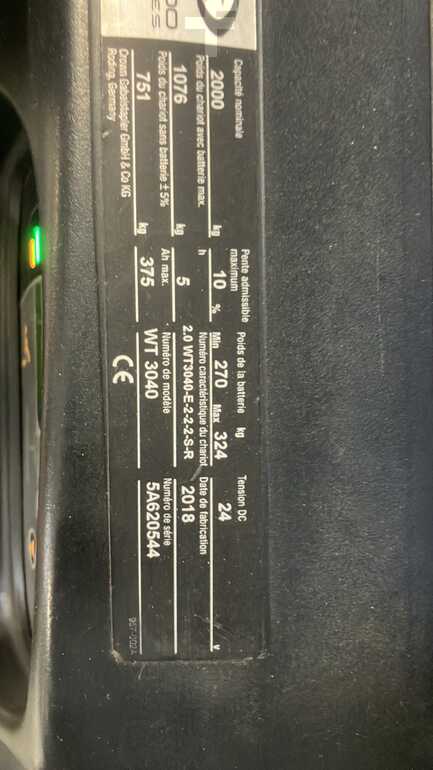 Capacité nominale
2000 kg
Pente admissible maximum
10 %
Poids de la batterie kg
Min 270 Max 324
Tension DC
24 V
Poids du chariot avec batterie max.
1076 kg
h
5
Numéro caractéristique du chariot
2.0 WT3040-E-2-2-2-S-R
Date de fabrication
2018
Poids du chariot sans batterie ± 5%
751 kg
Ah max.
375
Numéro de modèle
WT 3040
Numéro de série
5A620544
Crown Gabelstapler GmbH & Co KG
Roding, Germany
CE